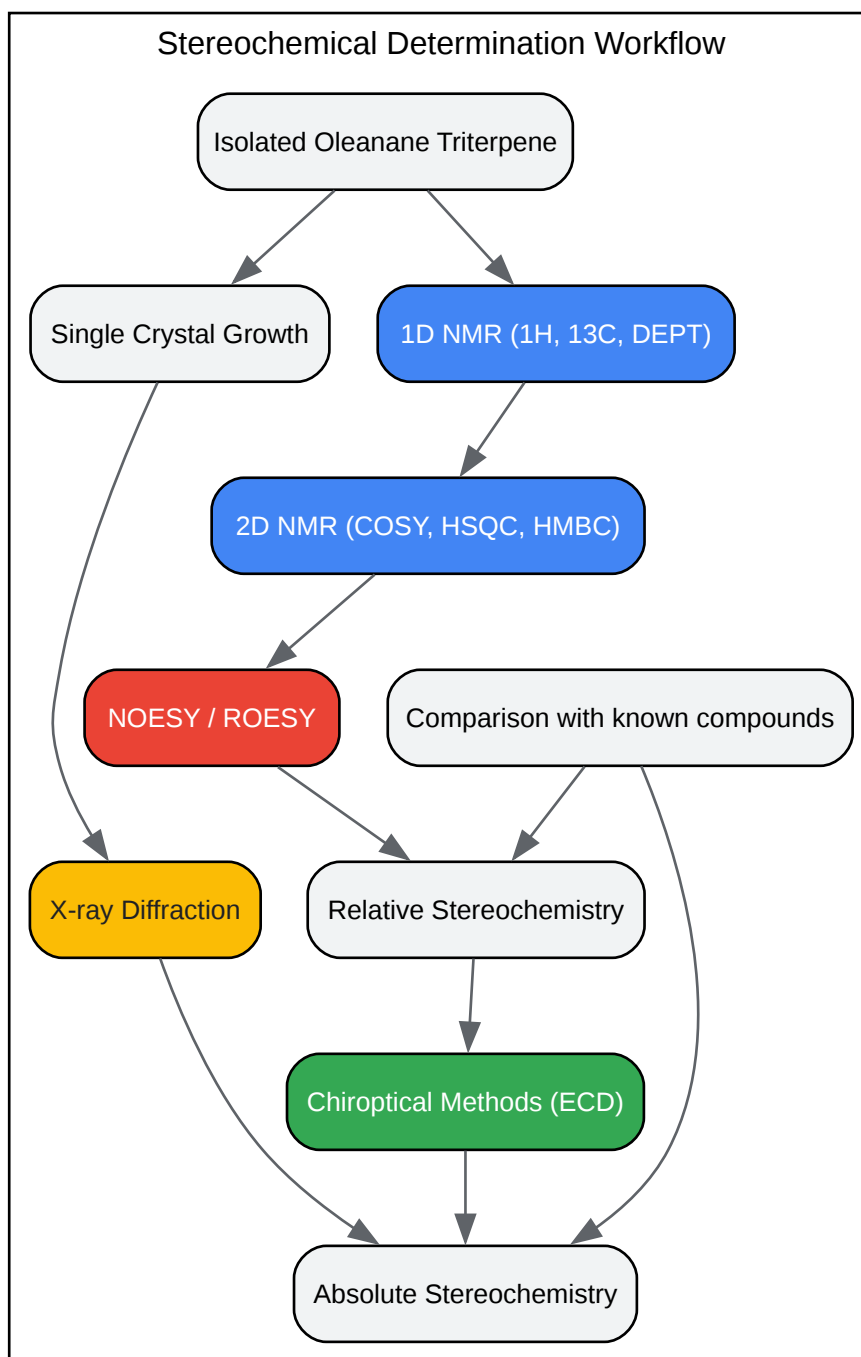 Stereochemical Determination Workflow
Isolated Oleanane Triterpene
Single Crystal Growth
1D NMR (1H, 13C, DEPT)
2D NMR (COSY, HSQC, HMBC)
NOESY / ROESY
Comparison with known compounds
X-ray Diffraction
Relative Stereochemistry
Chiroptical Methods (ECD)
Absolute Stereochemistry